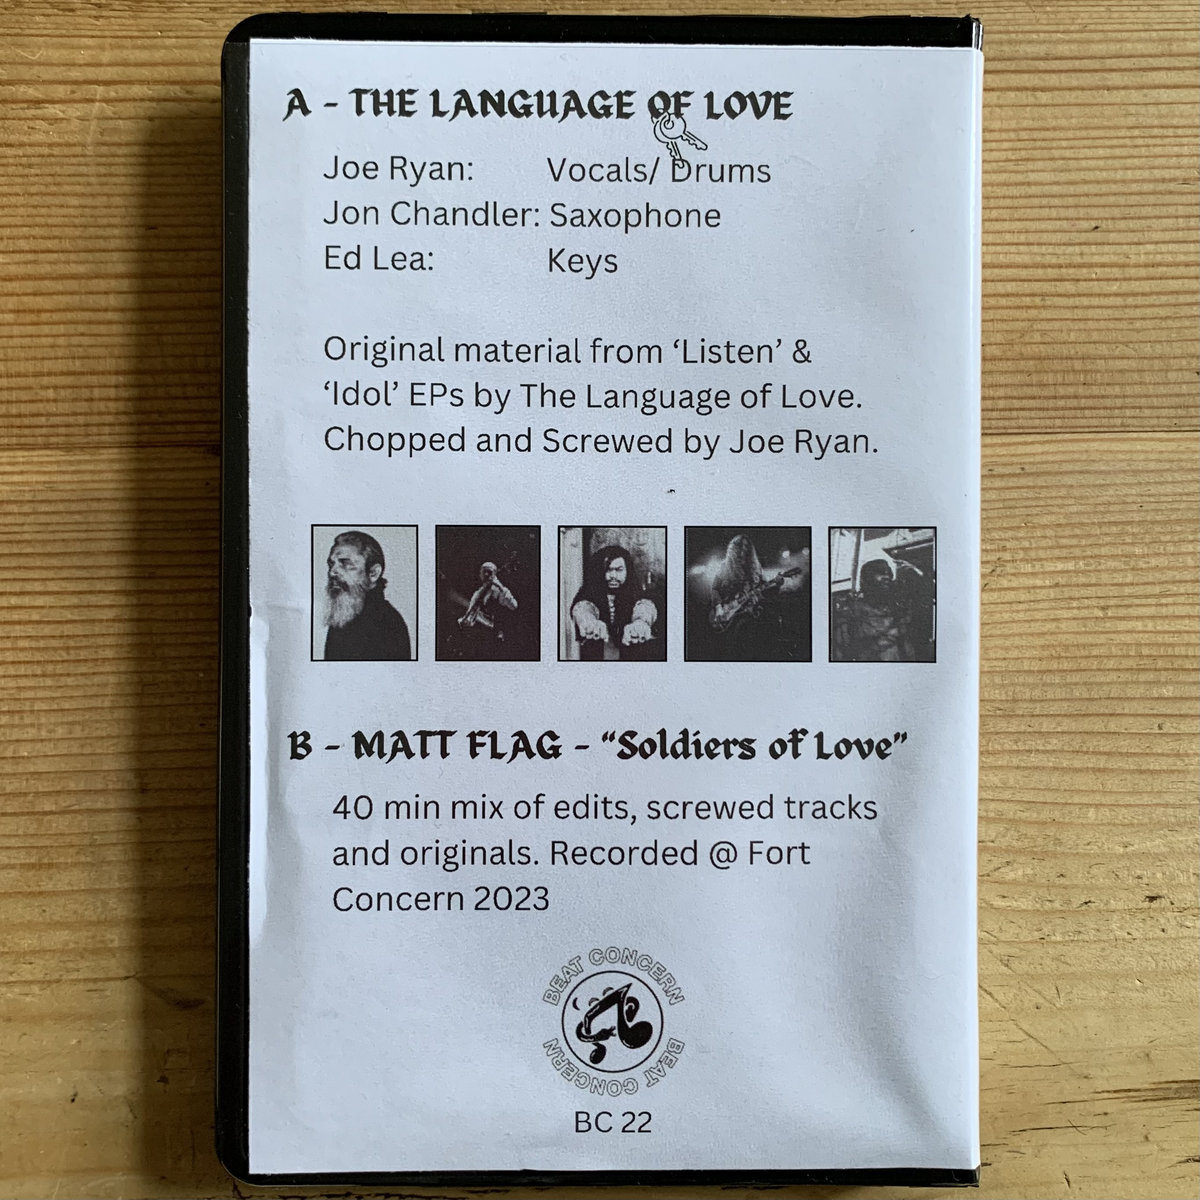 A - THE LANGUAGE OF LOVE
Joe Ryan: Vocals/ Drums
Jon Chandler: Saxophone
Ed Lea: Keys
Original material from ‘Listen’ &
‘Idol’ EPs by The Language of Love.
Chopped and Screwed by Joe Ryan.
B - MATT FLAG - “Soldiers of Love”
40 min mix of edits, screwed tracks
and originals. Recorded @ Fort
Concern 2023
BEAT CONCERN
BEAT CONCERN
BC 22